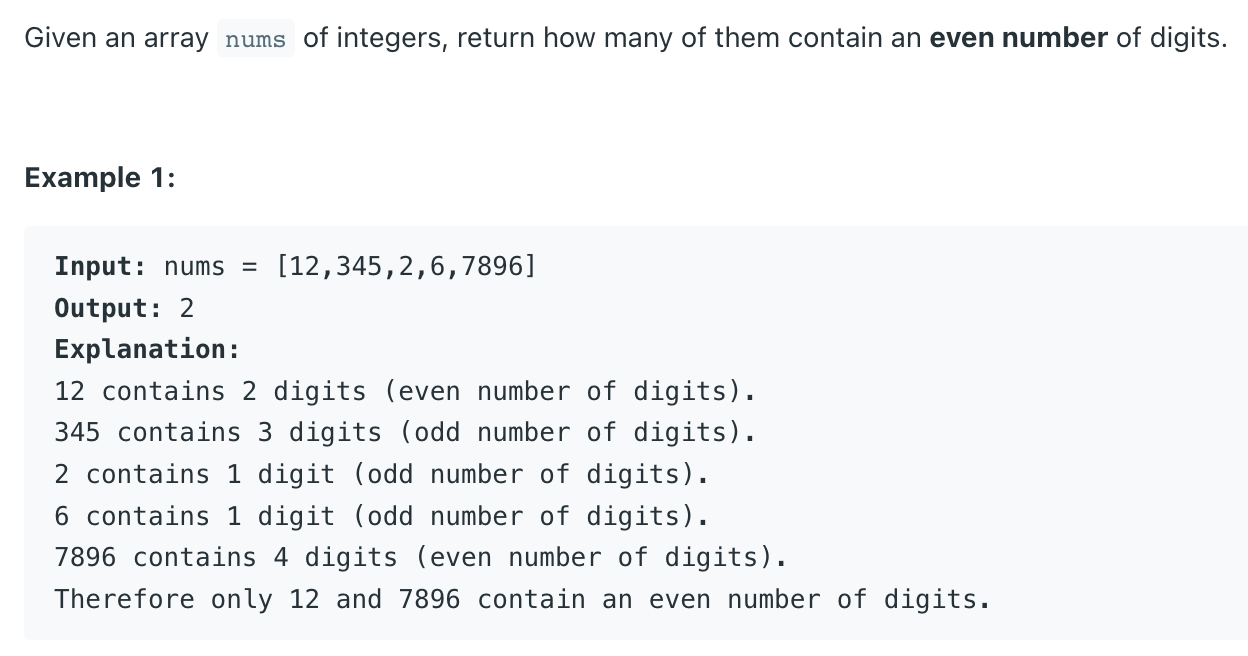 Given an array nums of integers, return how many of them contain an even number of digits.
Example 1:
Input: nums = [12,345,2,6,7896]
Output: 2
Explanation:
12 contains 2 digits (even number of digits).
345 contains 3 digits (odd number of digits).
2 contains 1 digit (odd number of digits).
6 contains 1 digit (odd number of digits).
7896 contains 4 digits (even number of digits).
Therefore only 12 and 7896 contain an even number of digits.